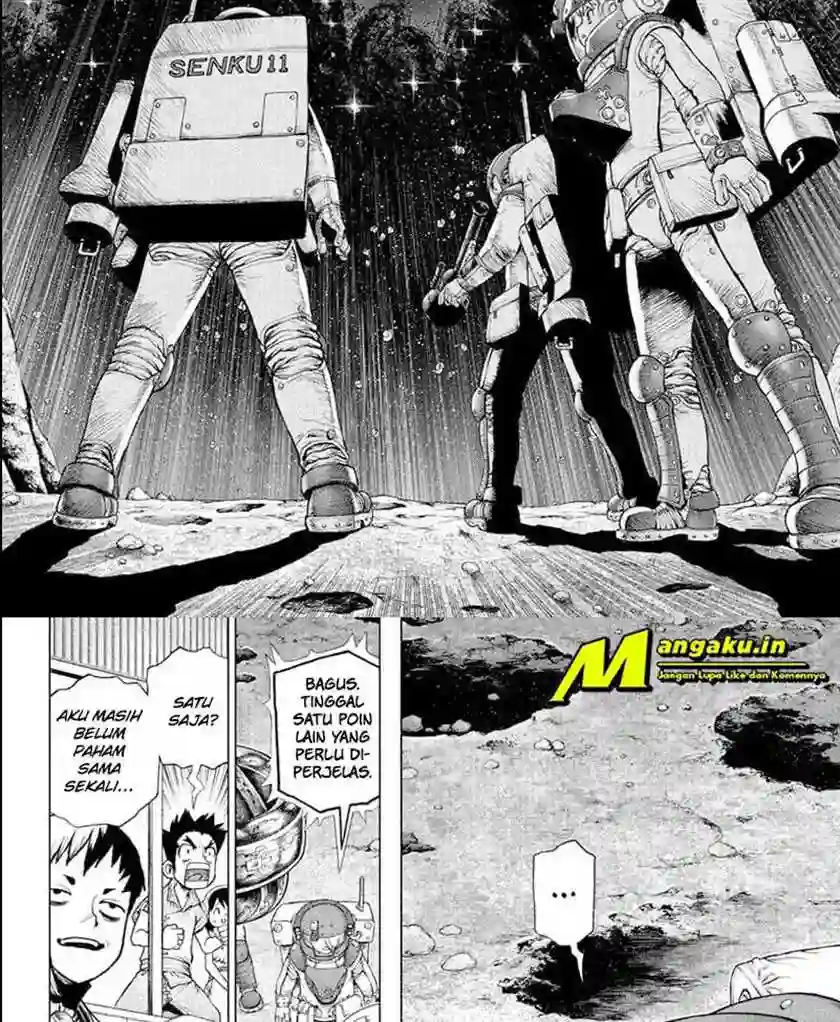 SENKU 11
Mangaku.in
Jangan Lupa Like dan Komennya
...
BAGUS.
TINGGAL
SATU POIN
LAIN YANG
PERLU DI-
PERJELAS.
SATU
SAJA?
AKU MASIH
BELUM
PAHAM
SAMA
SEKALI...